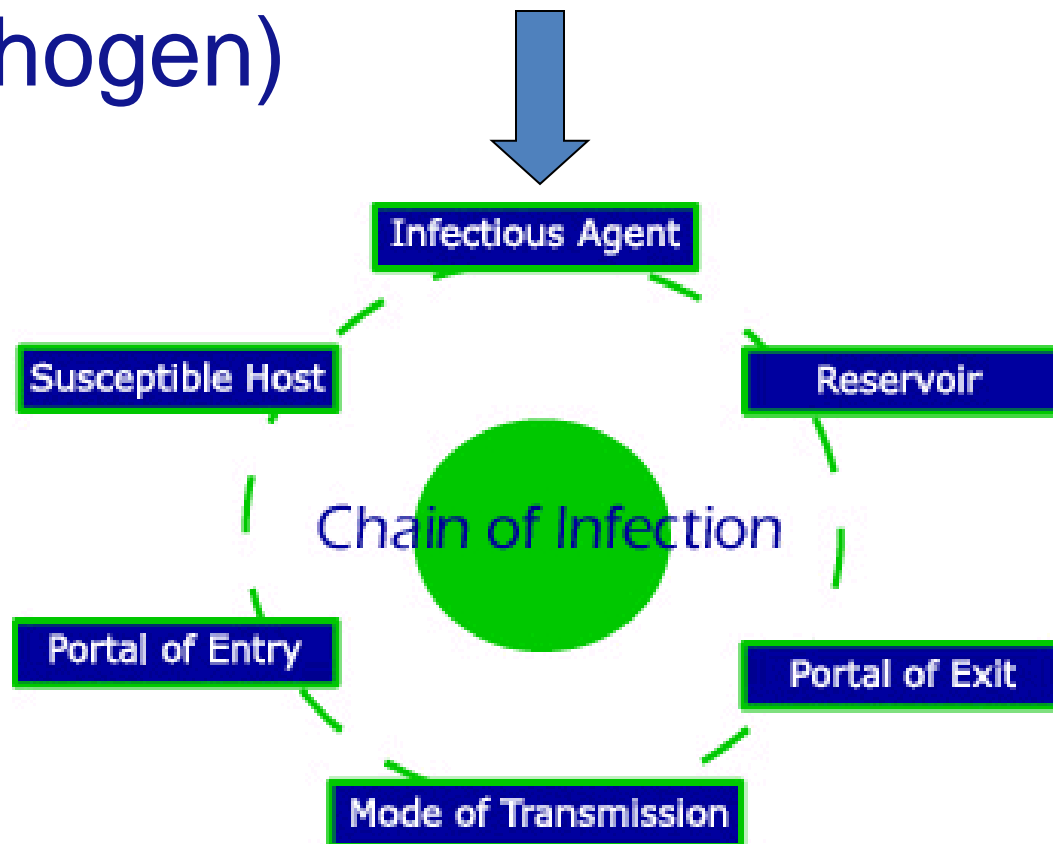 hogen)
Infectious Agent
Susceptible Host
Reservoir
Chain of Infection
Portal of Entry
Portal of Exit
Mode of Transmission